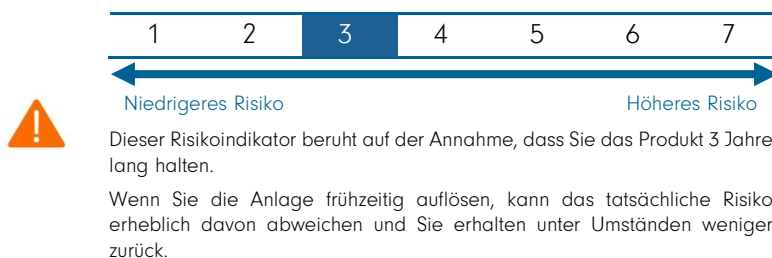 1 2 3 4 5 6 7
Niedrigeres Risiko Höheres Risiko
Dieser Risikoindikator beruht auf der Annahme, dass Sie das Produkt 3 Jahre
lang halten.
Wenn Sie die Anlage frühzeitig auflösen, kann das tatsächliche Risiko
erheblich davon abweichen und Sie erhalten unter Umständen weniger
zurück.